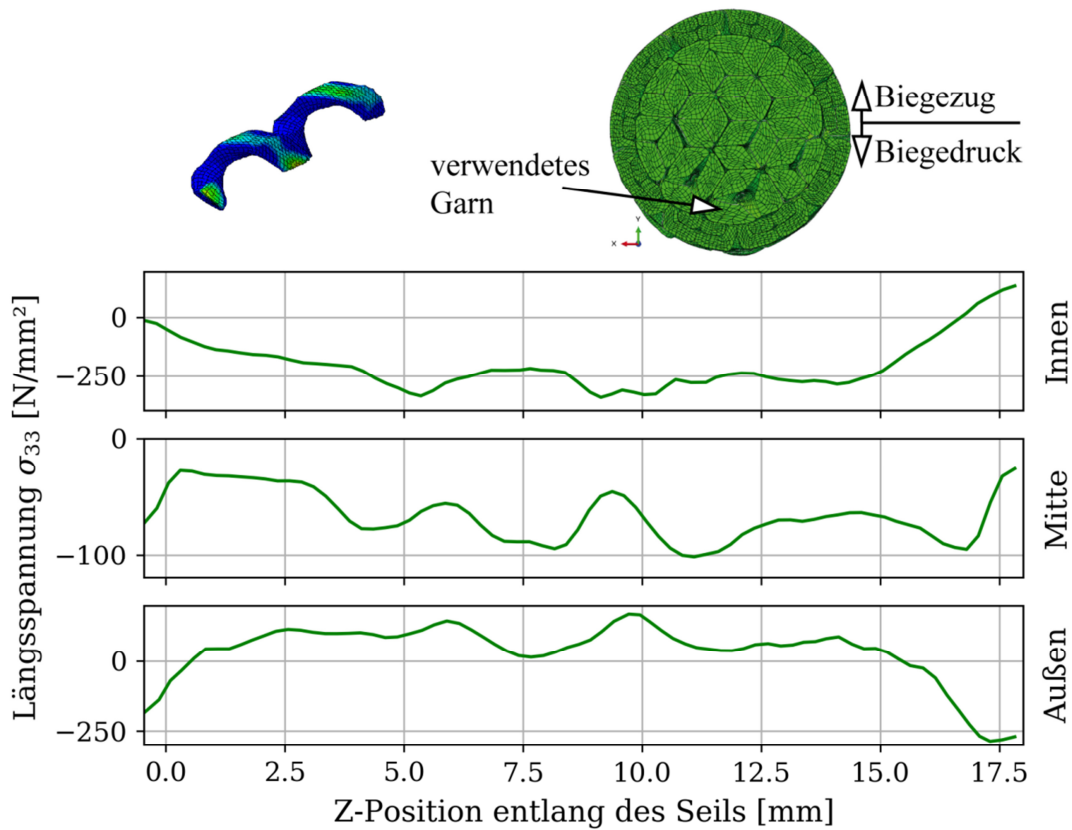 Biegezug
Biegedruck
verwendetes
Garn
Y
X
Längsspannung σ₃₃ [N/mm²]
0
−250
Innen
0
−100
Mitte
0
−250
Außen
0.0 2.5 5.0 7.5 10.0 12.5 15.0 17.5
Z-Position entlang des Seils [mm]